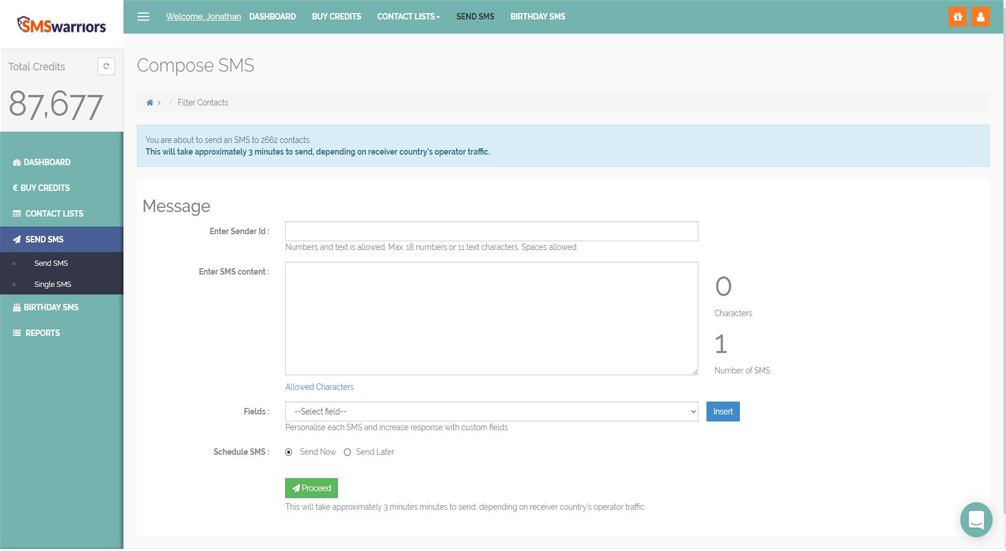 SMSwarriors
Welcome, Jonathan DASHBOARD BUY CREDITS CONTACT LISTS SEND SMS BIRTHDAY SMS
Total Credits
87,677
DASHBOARD
€ BUY CREDITS
CONTACT LISTS
SEND SMS
Send SMS
Single SMS
BIRTHDAY SMS
REPORTS
Compose SMS
> / Filter Contacts
You are about to send an SMS to 2662 contacts
This will take approximately 3 minutes to send, depending on receiver country's operator traffic.
Message
Enter Sender Id :
Numbers and text is allowed. Max. 18 numbers or 11 text characters. Spaces allowed.
Enter SMS content :
0
Characters
1
Number of SMS
Allowed Characters
Fields : --Select field-- Insert
Personalise each SMS and increase response with custom fields
Schedule SMS : Send Now Send Later
Proceed
This will take approximately 3 minutes minutes to send, depending on receiver country's operator traffic.